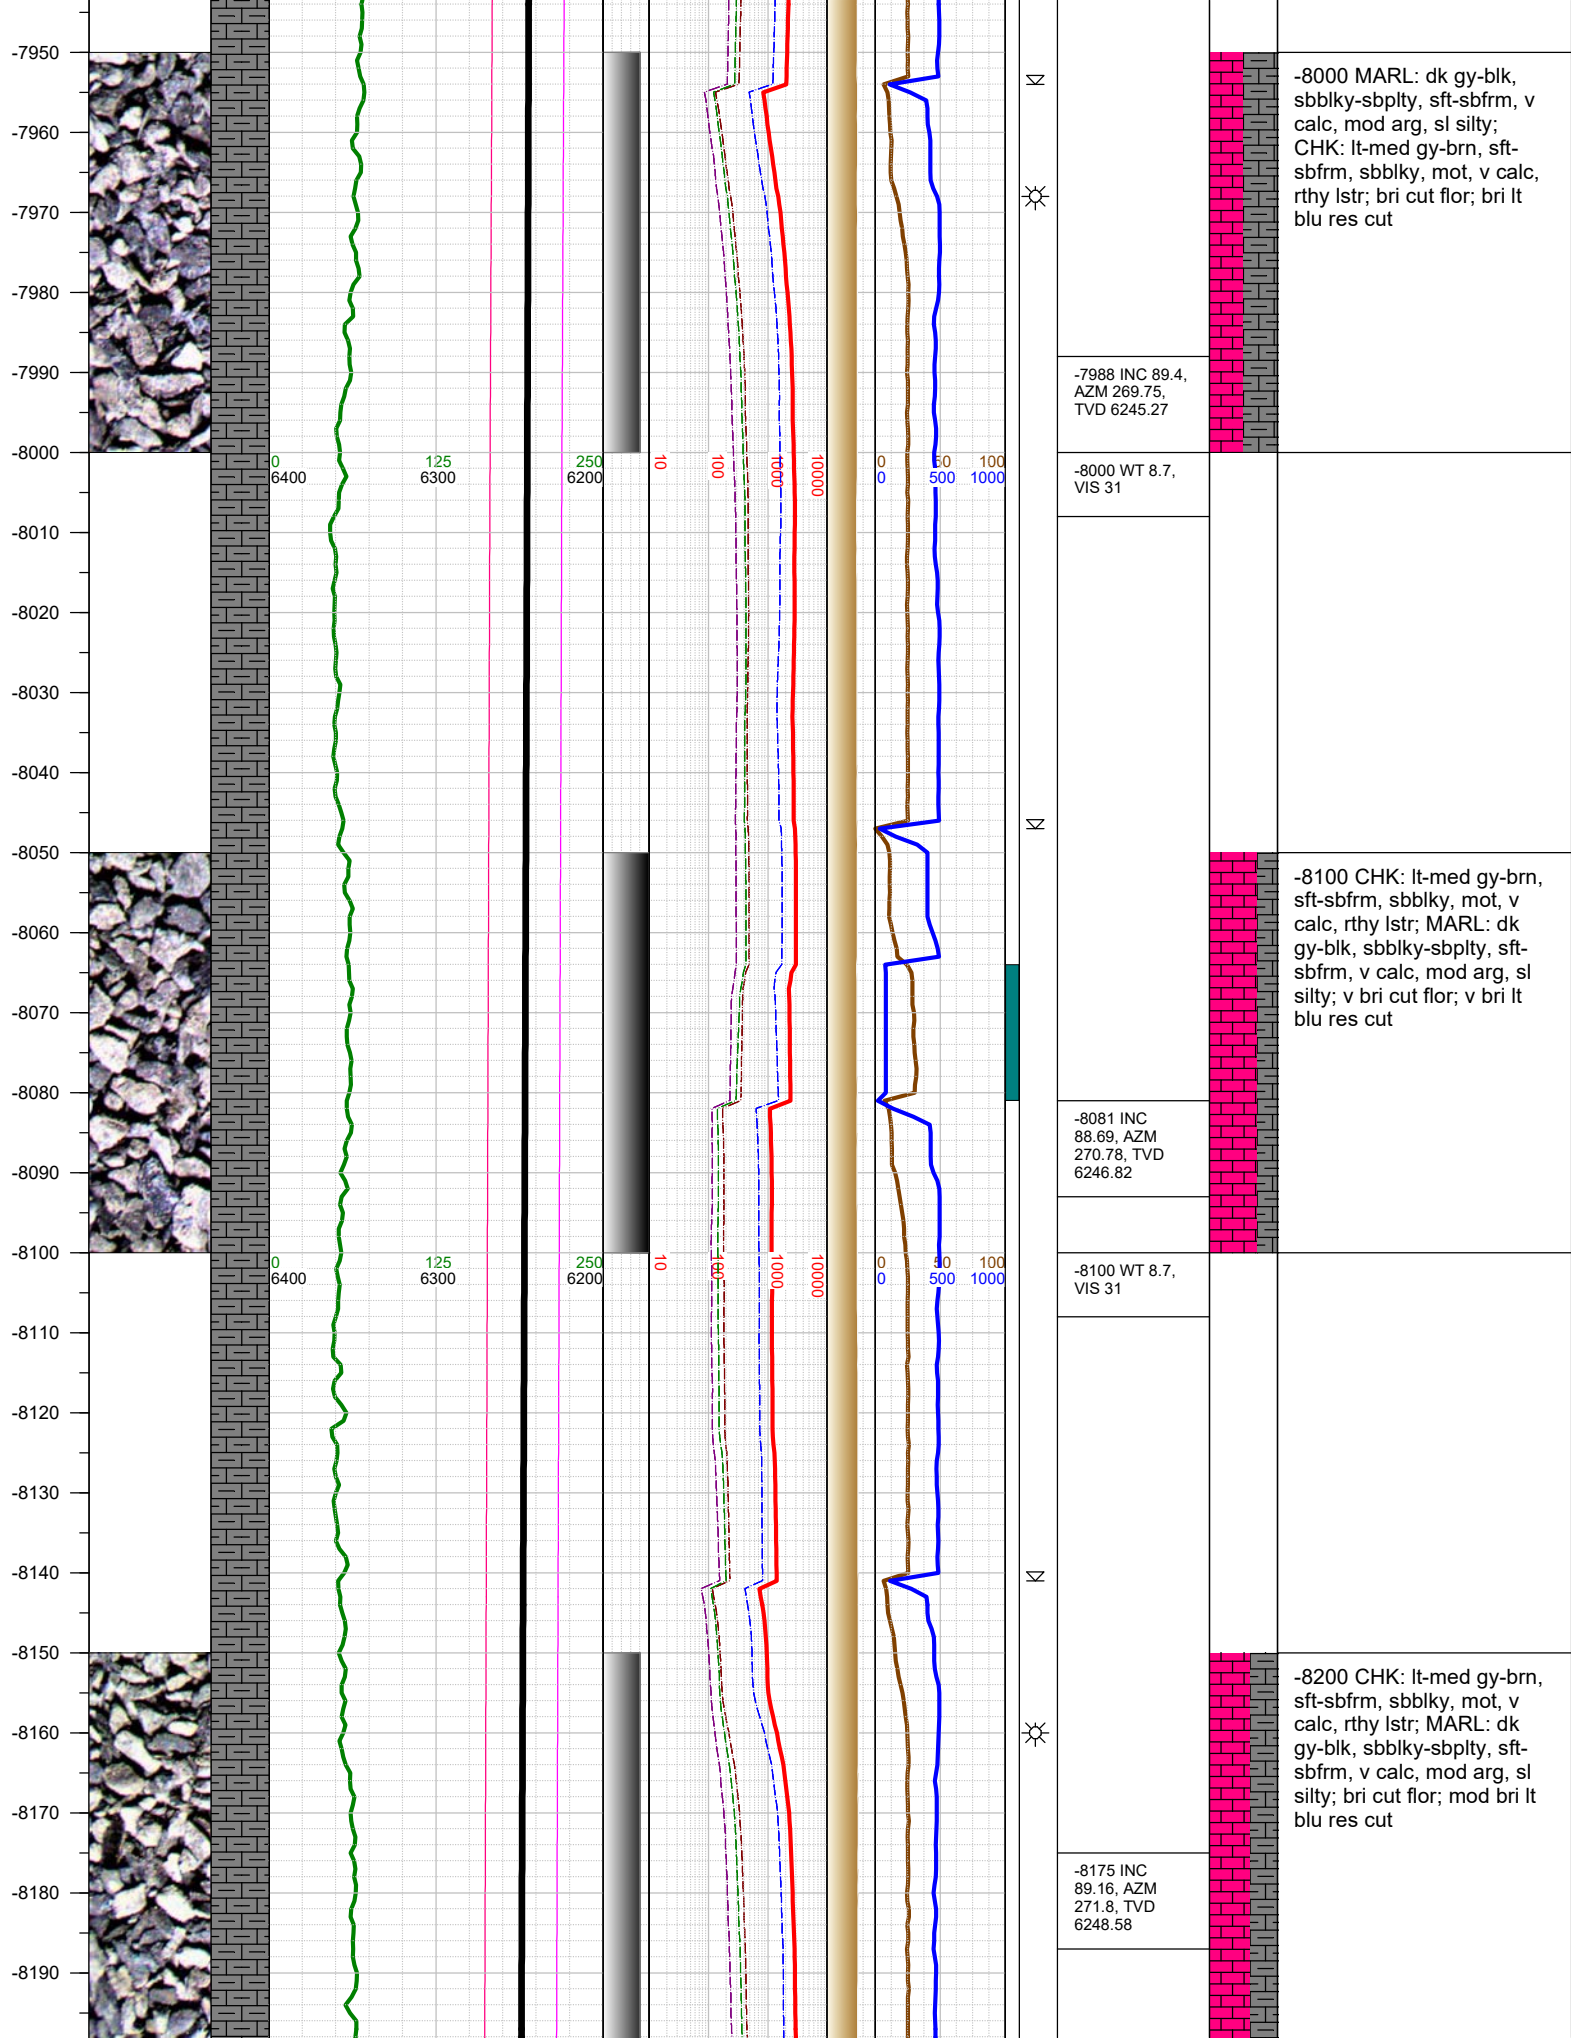 -7950
-8000 MARL: dk gy-blk,
sbblky-sbplty, sft-sbfrm, v
calc, mod arg, sl silty;
CHK: lt-med gy-brn, sft-
sbfrm, sbblky, mot, v calc,
rthy lstr; bri cut flor; bri lt
blu res cut
-7960
-7970
-7980
-7990
-7988 INC 89.4,
AZM 269.75,
TVD 6245.27
-8000
0 125 250
6400 6300 6200
10 100 1000 10000
0 50 100
0 500 1000
-8000 WT 8.7,
VIS 31
-8010
-8020
-8030
-8040
-8050
-8100 CHK: lt-med gy-brn,
sft-sbfrm, sbblky, mot, v
calc, rthy lstr; MARL: dk
gy-blk, sbblky-sbplty, sft-
sbfrm, v calc, mod arg, sl
silty; v bri cut flor; v bri lt
blu res cut
-8060
-8070
-8080
-8081 INC
88.69, AZM
270.78, TVD
6246.82
-8090
-8100
0 125 250
6400 6300 6200
10 100 1000 10000
0 50 100
0 500 1000
-8100 WT 8.7,
VIS 31
-8110
-8120
-8130
-8140
-8150
-8200 CHK: lt-med gy-brn,
sft-sbfrm, sbblky, mot, v
calc, rthy lstr; MARL: dk
gy-blk, sbblky-sbplty, sft-
sbfrm, v calc, mod arg, sl
silty; bri cut flor; mod bri lt
blu res cut
-8160
-8170
-8180
-8175 INC
89.16, AZM
271.8, TVD
6248.58
-8190